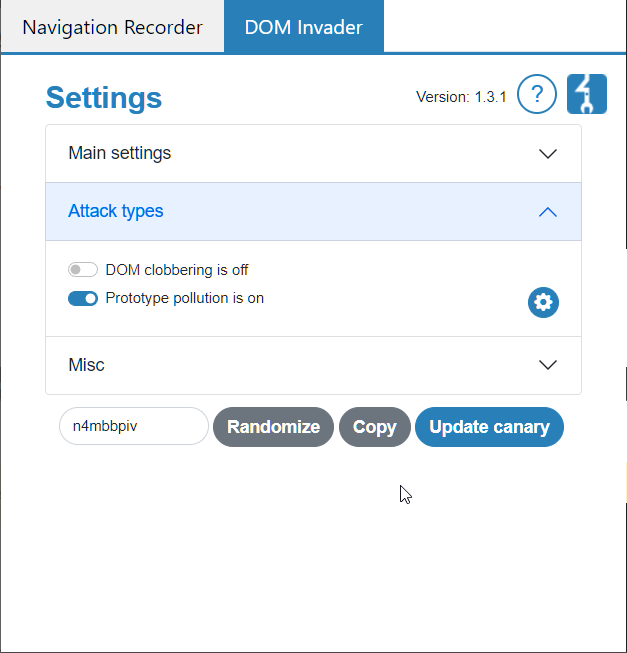 Navigation Recorder DOM Invader
Settings Version: 1.3.1 ?
Main settings
Attack types
DOM clobbering is off
Prototype pollution is on
Misc
n4mbbpiv Randomize Copy Update canary